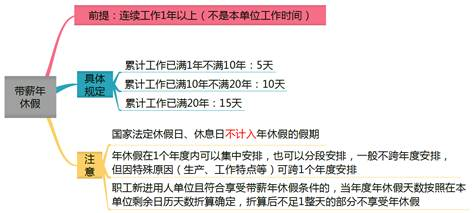 前提：连续工作1年以上（不是本单位工作时间）
带薪年
休假
具体
规定
累计工作已满1年不满10年：5天
累计工作已满10年不满20年：10天
累计工作已满20年：15天
注
意
国家法定休假日、休息日不计入年休假的假期
年休假在1个年度内可以集中安排，也可以分段安排，一般不跨年度安排，
但因特殊原因（生产、工作特点等）可跨1个年度安排
职工新进用人单位且符合享受带薪年休假条件的，当年度年休假天数按照在本
单位剩余日历天数折算确定，折算后不足1整天的部分不享受年休假